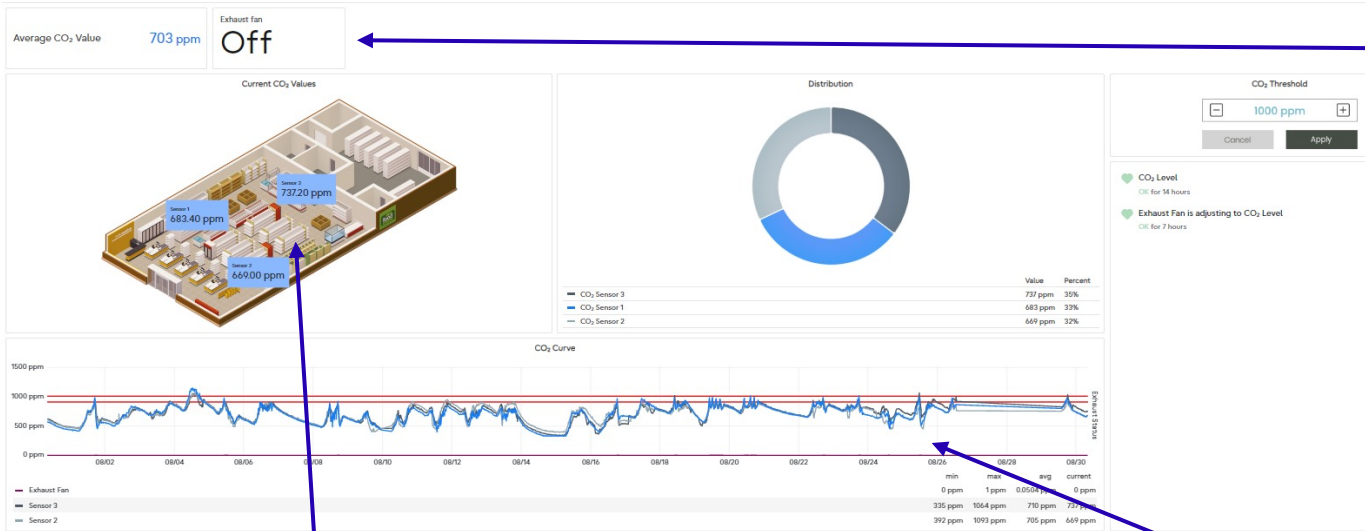 Average CO₂ Value 703 ppm
Exhaust fan
Off
Current CO₂ Values
Sensor 3
737.20 ppm
Sensor 1
683.40 ppm
Sensor 2
669.00 ppm
Distribution
Value Percent
CO₂ Sensor 3 737 ppm 35%
CO₂ Sensor 1 683 ppm 33%
CO₂ Sensor 2 669 ppm 32%
CO₂ Threshold
1000 ppm
Cancel Apply
CO₂ Level
OK for 14 hours
Exhaust Fan is adjusting to CO₂ Level
OK for 7 hours
CO₂ Curve
1500 ppm
1000 ppm
500 ppm
0 ppm
Exhaust Status
08/02 08/04 08/06 08/08 08/10 08/12 08/14 08/16 08/18 08/20 08/22 08/24 08/26 08/28 08/30
min max avg current
Exhaust Fan 0 ppm 1 ppm 0.0504 ppm 0 ppm
Sensor 3 335 ppm 1064 ppm 710 ppm 737 ppm
Sensor 2 392 ppm 1093 ppm 705 ppm 669 ppm